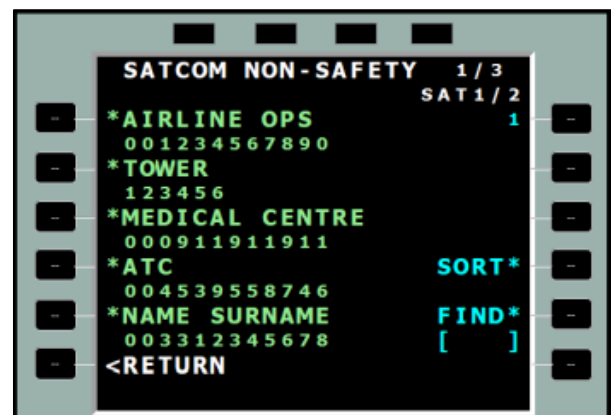 SATCOM NON-SAFETY 1/3
SAT1/2
*AIRLINE OPS 1
001234567890
*TOWER
123456
*MEDICAL CENTRE
000911911911
*ATC SORT*
004539558746
*NAME SURNAME FIND*
003312345678 [ ]
<RETURN